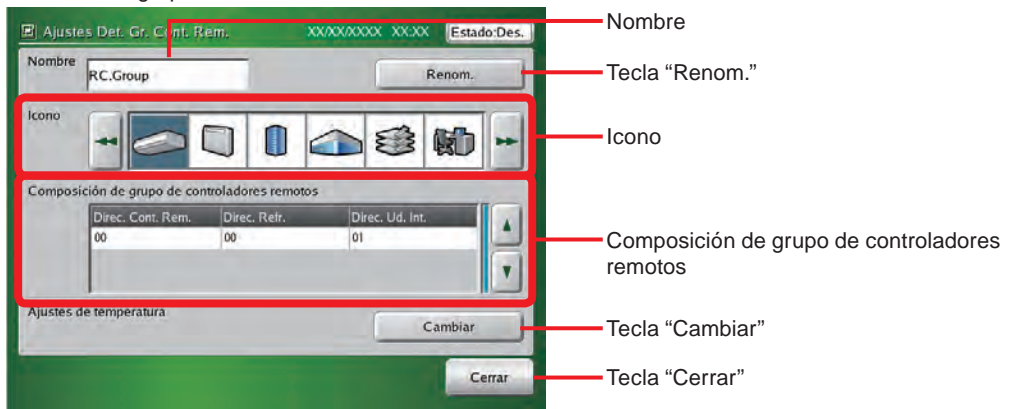 Ajustes Det. Gr. Cont. Rem. XX/XX/XXXX XX:XX Estado:Des.
Nombre
RC.Group
Renom.
Icono
Composición de grupo de controladores remotos
Direc. Cont. Rem. Direc. Refr. Direc. Ud. Int.
00 00 01
Ajustes de temperatura
Cambiar
Cerrar
Nombre
Tecla “Renom.”
Icono
Composición de grupo de controladores
remotos
Tecla “Cambiar”
Tecla “Cerrar”